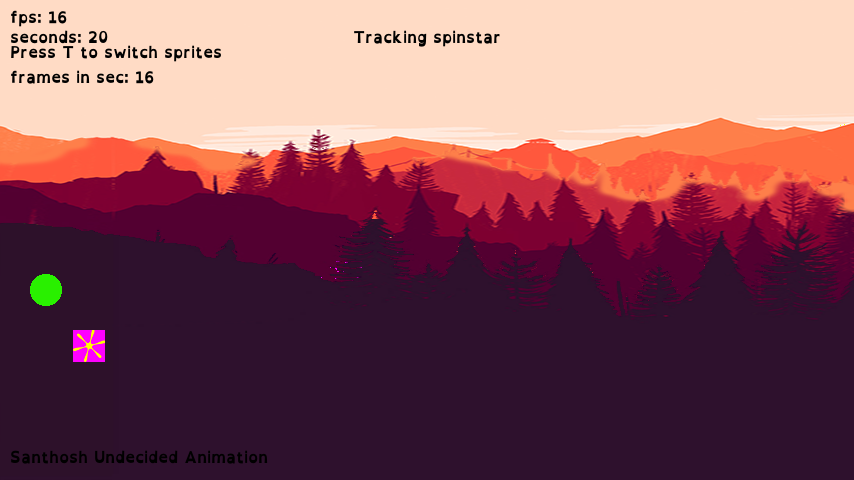 fps: 16
seconds: 20
Press T to switch sprites
frames in sec: 16
Tracking spinstar
Santhosh Undecided Animation